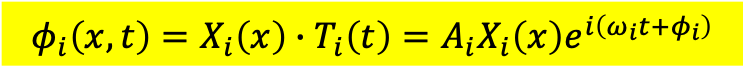 ϕᵢ(x, t) = Xᵢ(x) · Tᵢ(t) = AᵢXᵢ(x)e^{i(ωᵢt+ϕᵢ)}